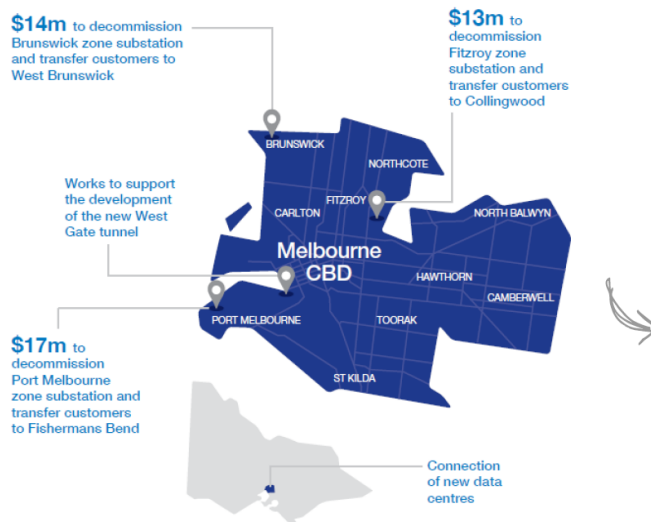 $14m to decommission
Brunswick zone substation
and transfer customers to
West Brunswick
$13m to
decommission
Fitzroy zone
substation and
transfer customers
to Collingwood
BRUNSWICK
NORTHCOTE
Works to support
the development
of the new West
Gate tunnel
FITZROY
CARLTON
NORTH BALWYN
Melbourne
CBD
HAWTHORN
CAMBERWELL
PORT MELBOURNE
TOORAK
$17m to
decommission
Port Melbourne
zone substation and
transfer customers
to Fishermans Bend
ST KILDA
Connection
of new data
centres